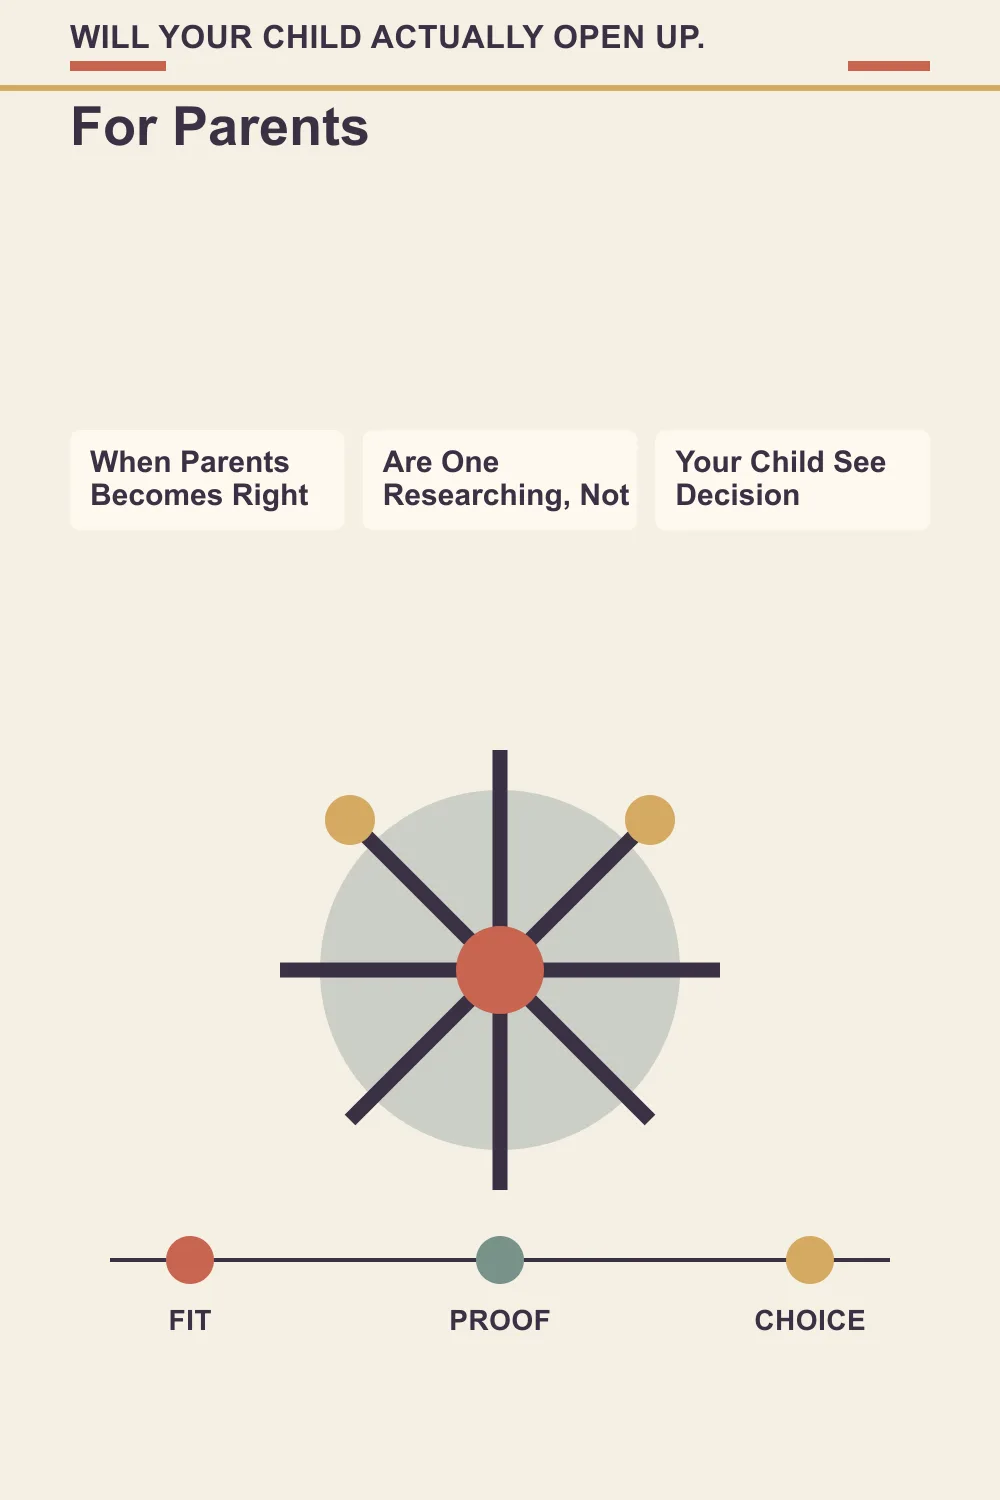 WILL YOUR CHILD ACTUALLY OPEN UP.
For Parents
When Parents
Becomes Right
Are One
Researching, Not
Your Child See
Decision
FIT
PROOF
CHOICE